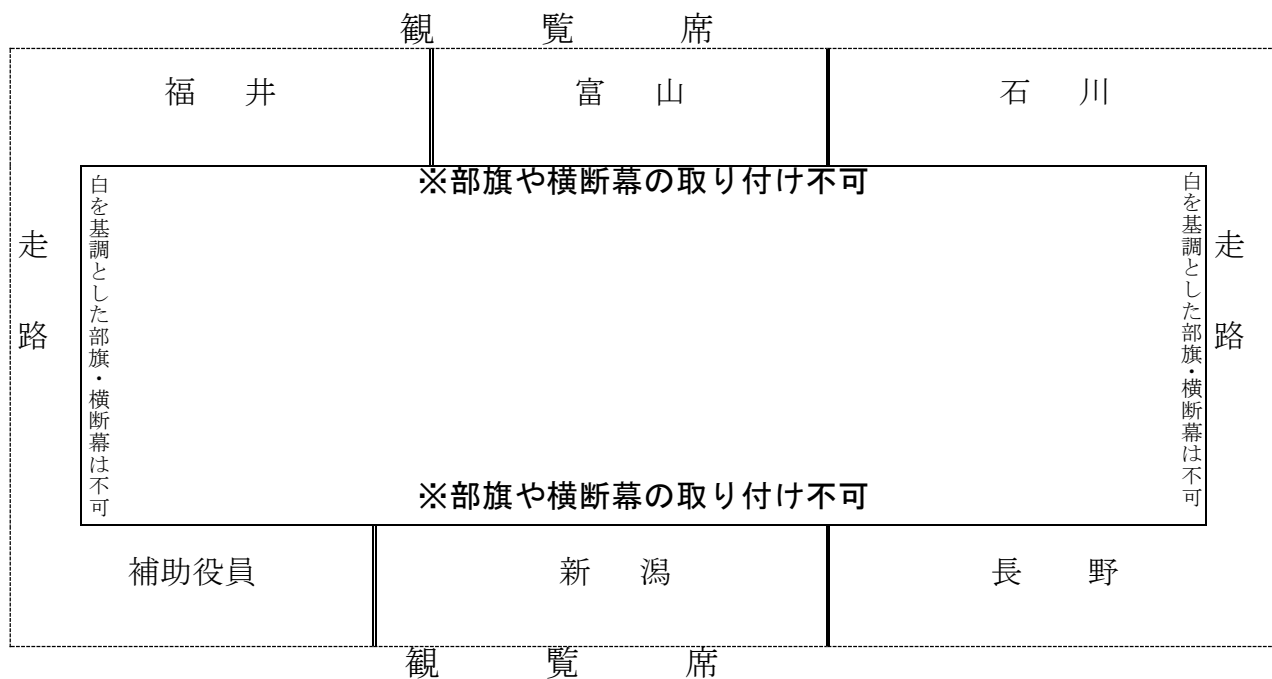 観　覧　席
福　井
富　山
石　川
※部旗や横断幕の取り付け不可
走路
白を基調とした部旗・横断幕は不可
白を基調とした部旗・横断幕は不可
走路
※部旗や横断幕の取り付け不可
補助役員
新　潟
長　野
観　覧　席